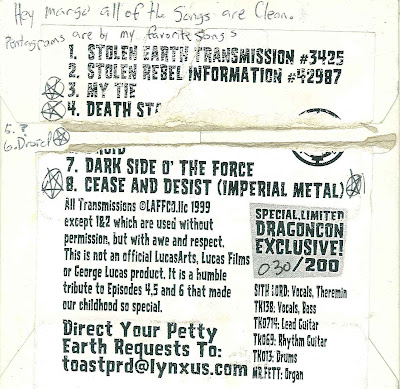 Hey margo all of the songs are Clean.
Pentagrams are by my favorite songs
1. STOLEN EARTH TRANSMISSION #3425
2. STOLEN REBEL INFORMATION #42987
3. MY TIE
4. DEATH STA
5. ?
6. Droid
7. DARK SIDE O' THE FORCE
8. CEASE AND DESIST (IMPERIAL METAL)
All Transmissions ©LAFFCO.llc 1999
except 1&2 which are used without
permission, but with awe and respect.
This is not an official LucasArts, Lucas Films
or George Lucas product. It is a humble
tribute to Episodes 4,5 and 6 that made
our childhood so special.
Direct Your Petty
Earth Requests To:
toastprd@lynxus.com
SPECIAL, LIMITED
DRAGONCON
EXCLUSIVE!
030/200
SITH LORD: Vocals, Theremin
TK138: Vocals, Bass
TK0714: Lead Guitar
TK069: Rhythm Guitar
TK013: Drums
MR.FETT: Organ